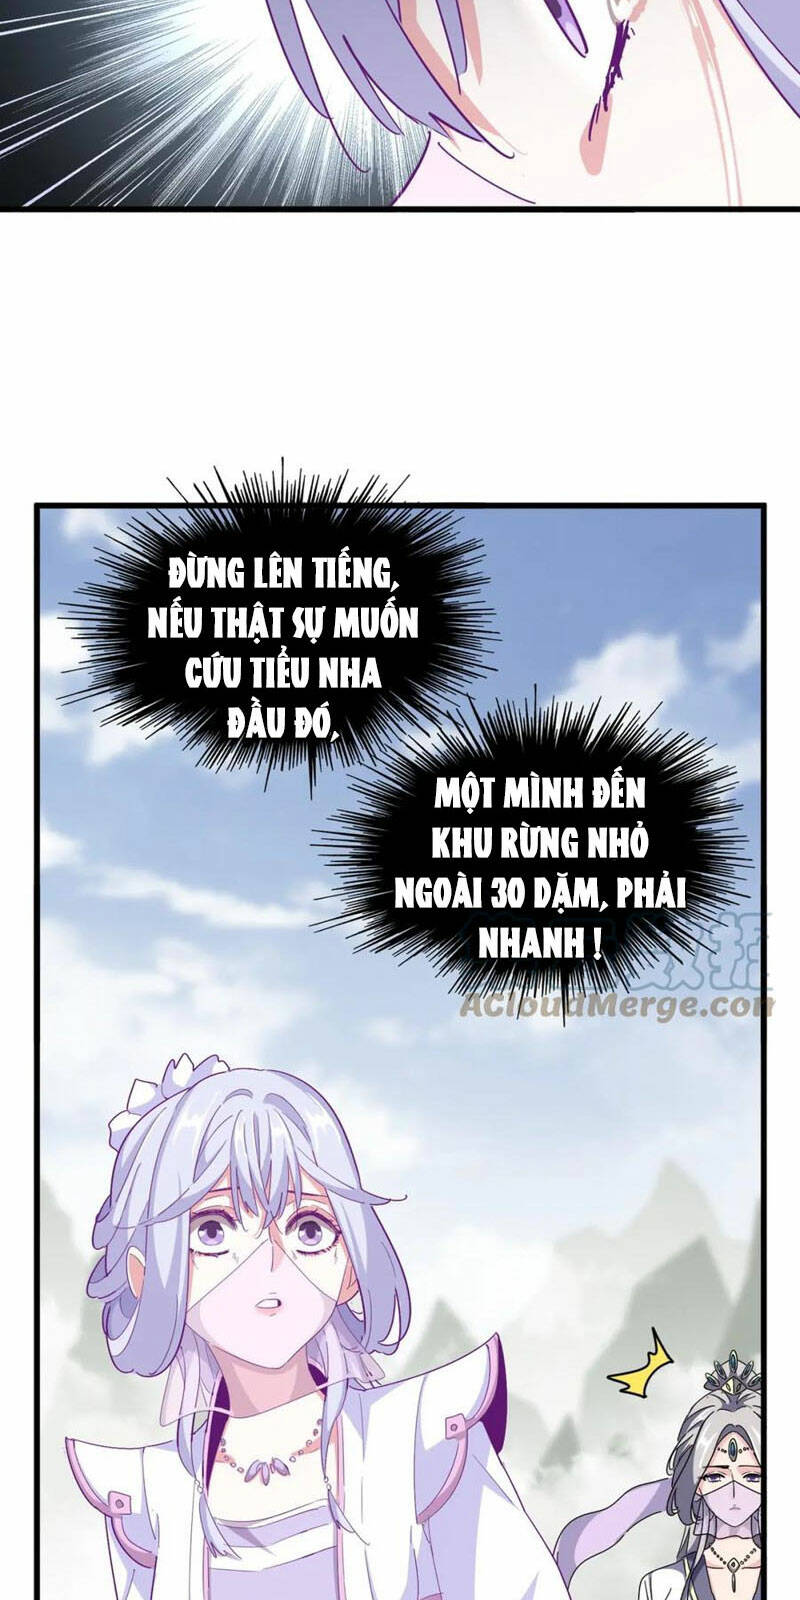 ĐỪNG LÊN TIẾNG,
NẾU THẬT SỰ MUỐN
CỨU TIỂU NHA
ĐẦU ĐÓ,
MỘT MÌNH ĐẾN
KHU RỪNG NHỎ
NGOÀI 30 DẶM, PHẢI
NHANH !
ACloudMerge.com